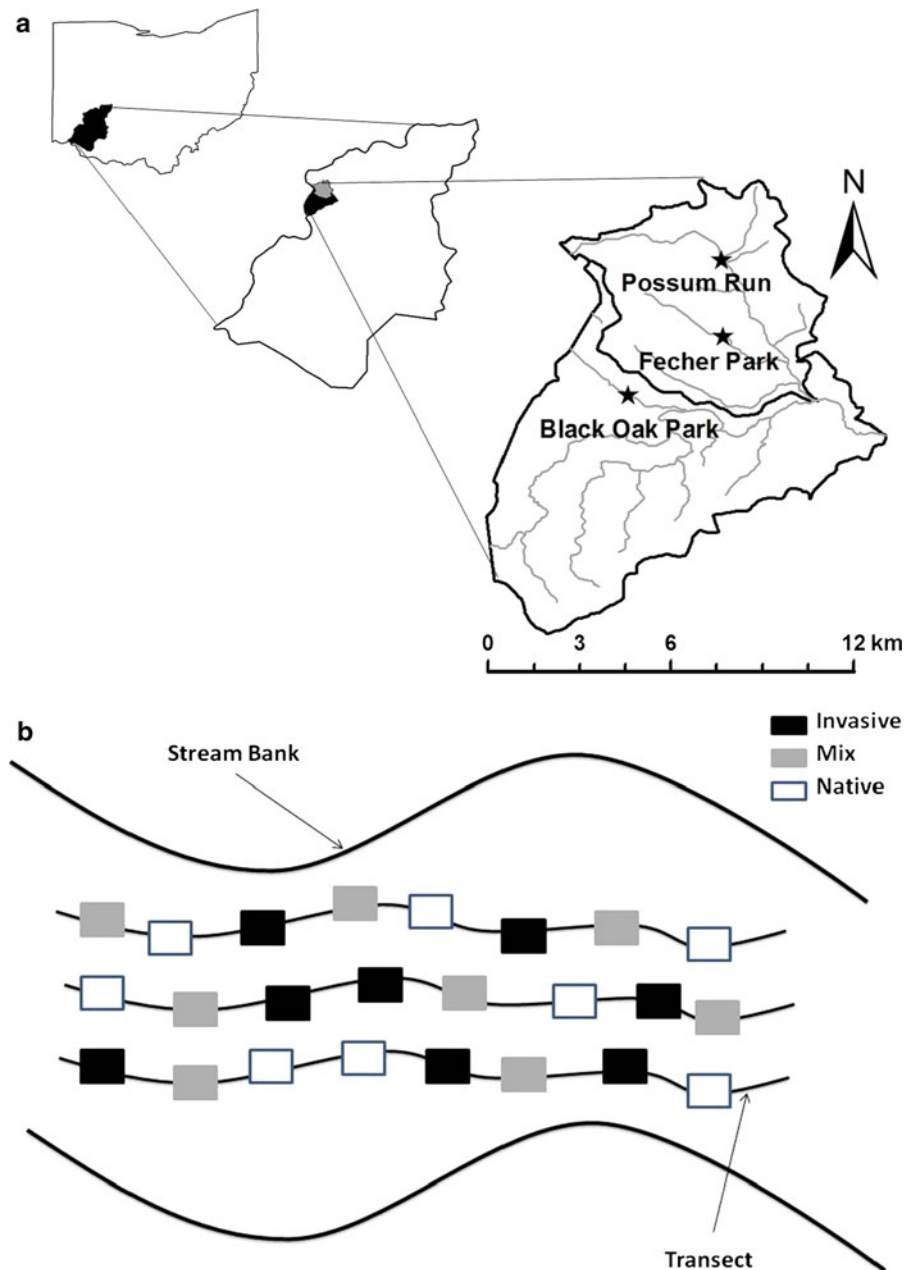 a
N
Possum Run
Fecher Park
Black Oak Park
0 3 6 12 km
b
Invasive
Mix
Native
Stream Bank
Transect